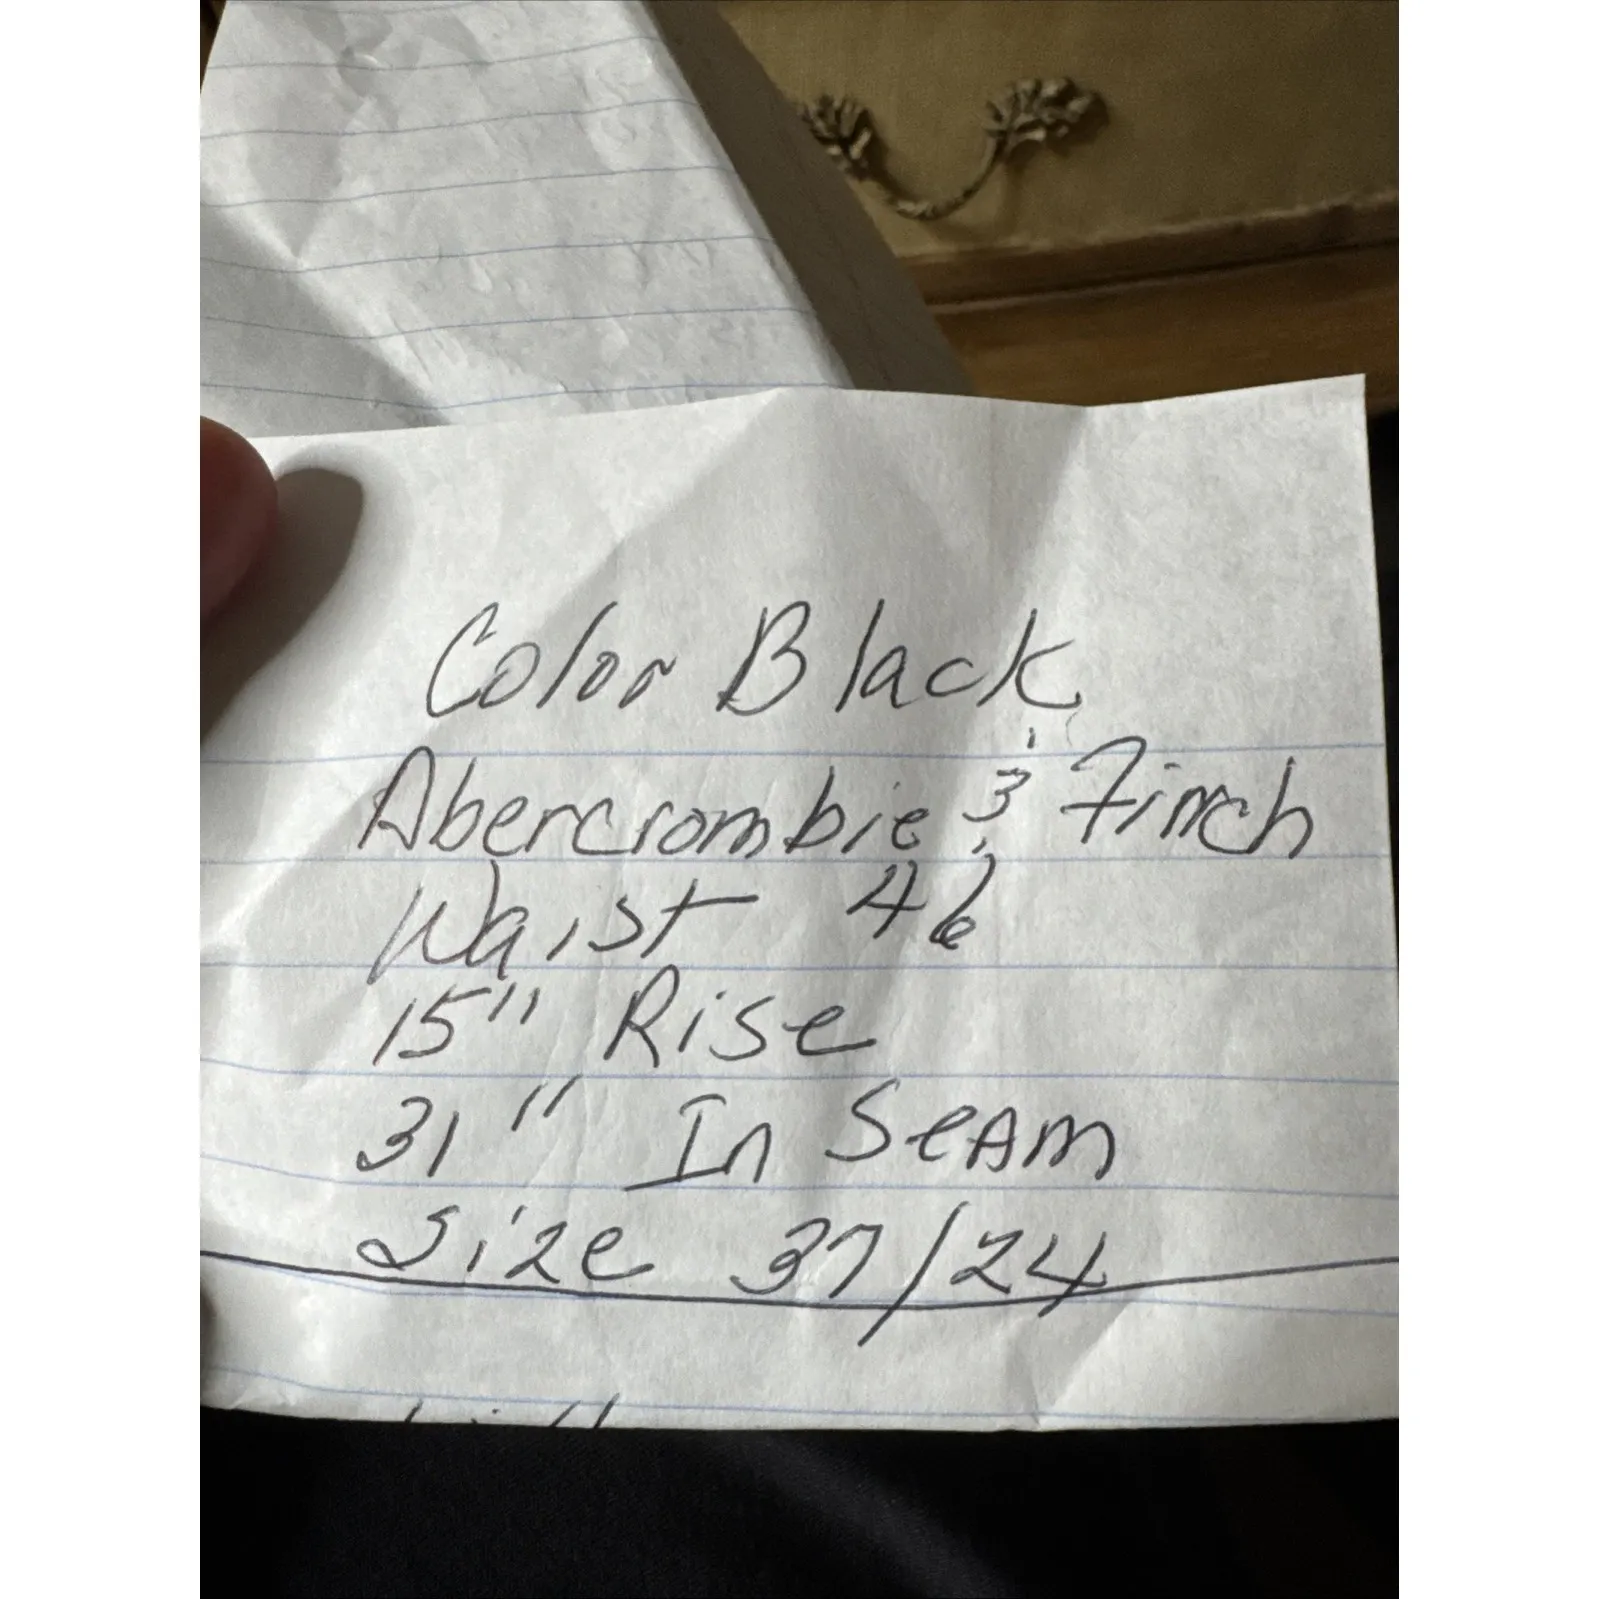 Color Black
Abercrombie & Finch
Waist 46
15" Rise
31" In Seam
Size 37/24